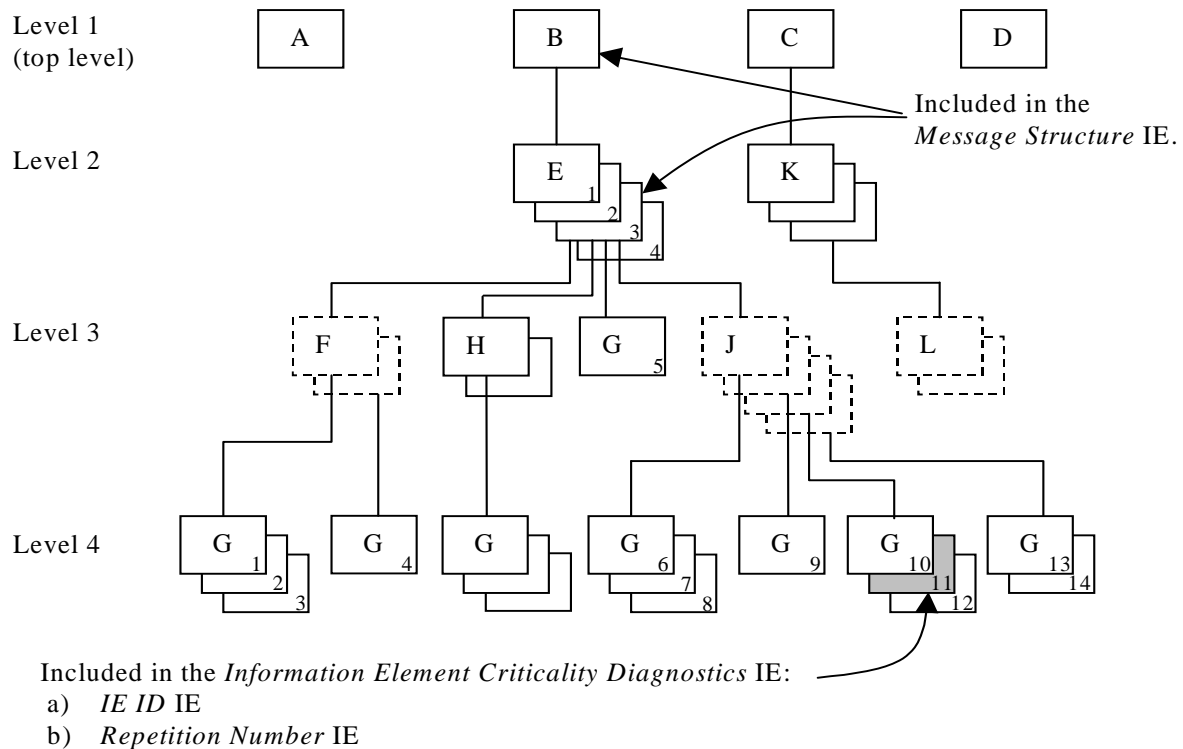 Level 1
(top level)
A
B
C
D
Included in the
Message Structure IE.
Level 2
E
1
2
3
4
K
Level 3
F
H
G
5
J
L
Level 4
G
1
2
3
G
4
G
G
6
7
8
G
9
G
10
11
12
G
13
14
Included in the Information Element Criticality Diagnostics IE:
a) IE ID IE
b) Repetition Number IE